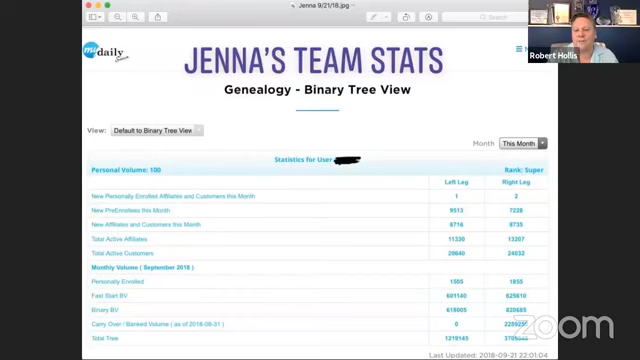 Jenna 9/21/18.jpg
Search
Robert Hollis
my daily
JENNA'S TEAM STATS
Genealogy - Binary Tree View
View: Default to Binary Tree View
Month This Month
Statistics for User
Personal Volume: 100 Rank: Super
Left Leg Right Leg
New Personally Enrolled Affiliates and Customers this Month 1 2
New PreEnrollees this Month 9513 7228
New Affiliates and Customers this Month 8716 8735
Total Active Affiliates 11330 13207
Total Active Customers 20640 24032
Monthly Volume ( September 2018 )
Personally Enrolled 1505 1855
Fast Start BV 601140 625610
Binary BV 618005 820685
Carry Over / Banked Volume ( as of 2018-08-31 ) 0
Total Tree 1219145
zoom
Last Updated: 2018-09-21 22:01:04